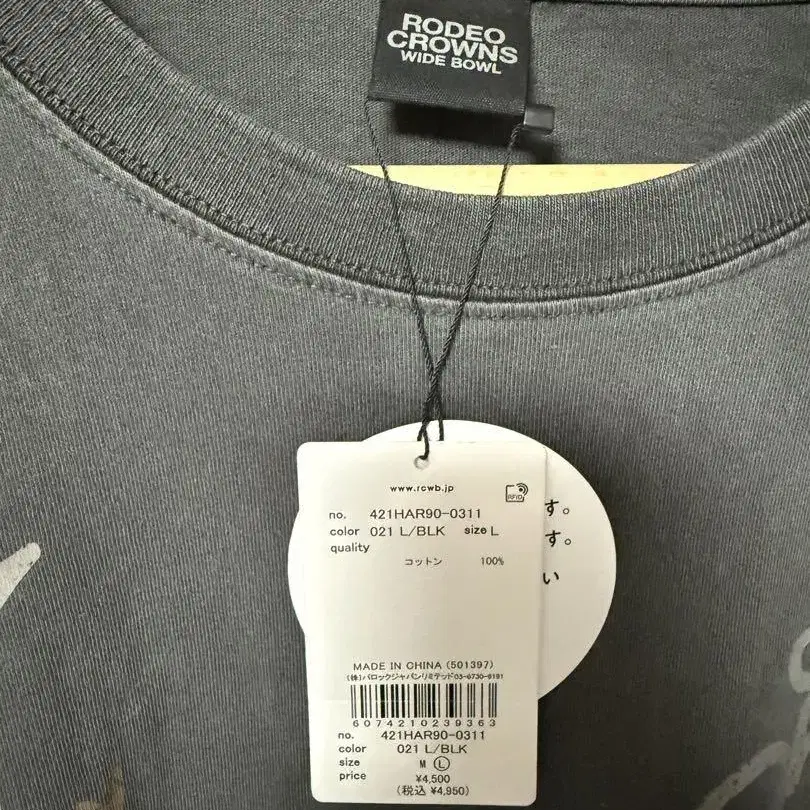 RODEO
CROWNS
WIDE BOWL
www.rcwb.jp
RFID
no. 421HAR90-0311
color 021 L/BLK size L
quality
コットン 100%
す。
す。
い
MADE IN CHINA (501397)
(株)バロックジャパンリミテッド03-6730-9191
6074210239363
no. 421HAR90-0311
color 021 L/BLK
size M L
price ¥4,500
(税込 ¥4,950)